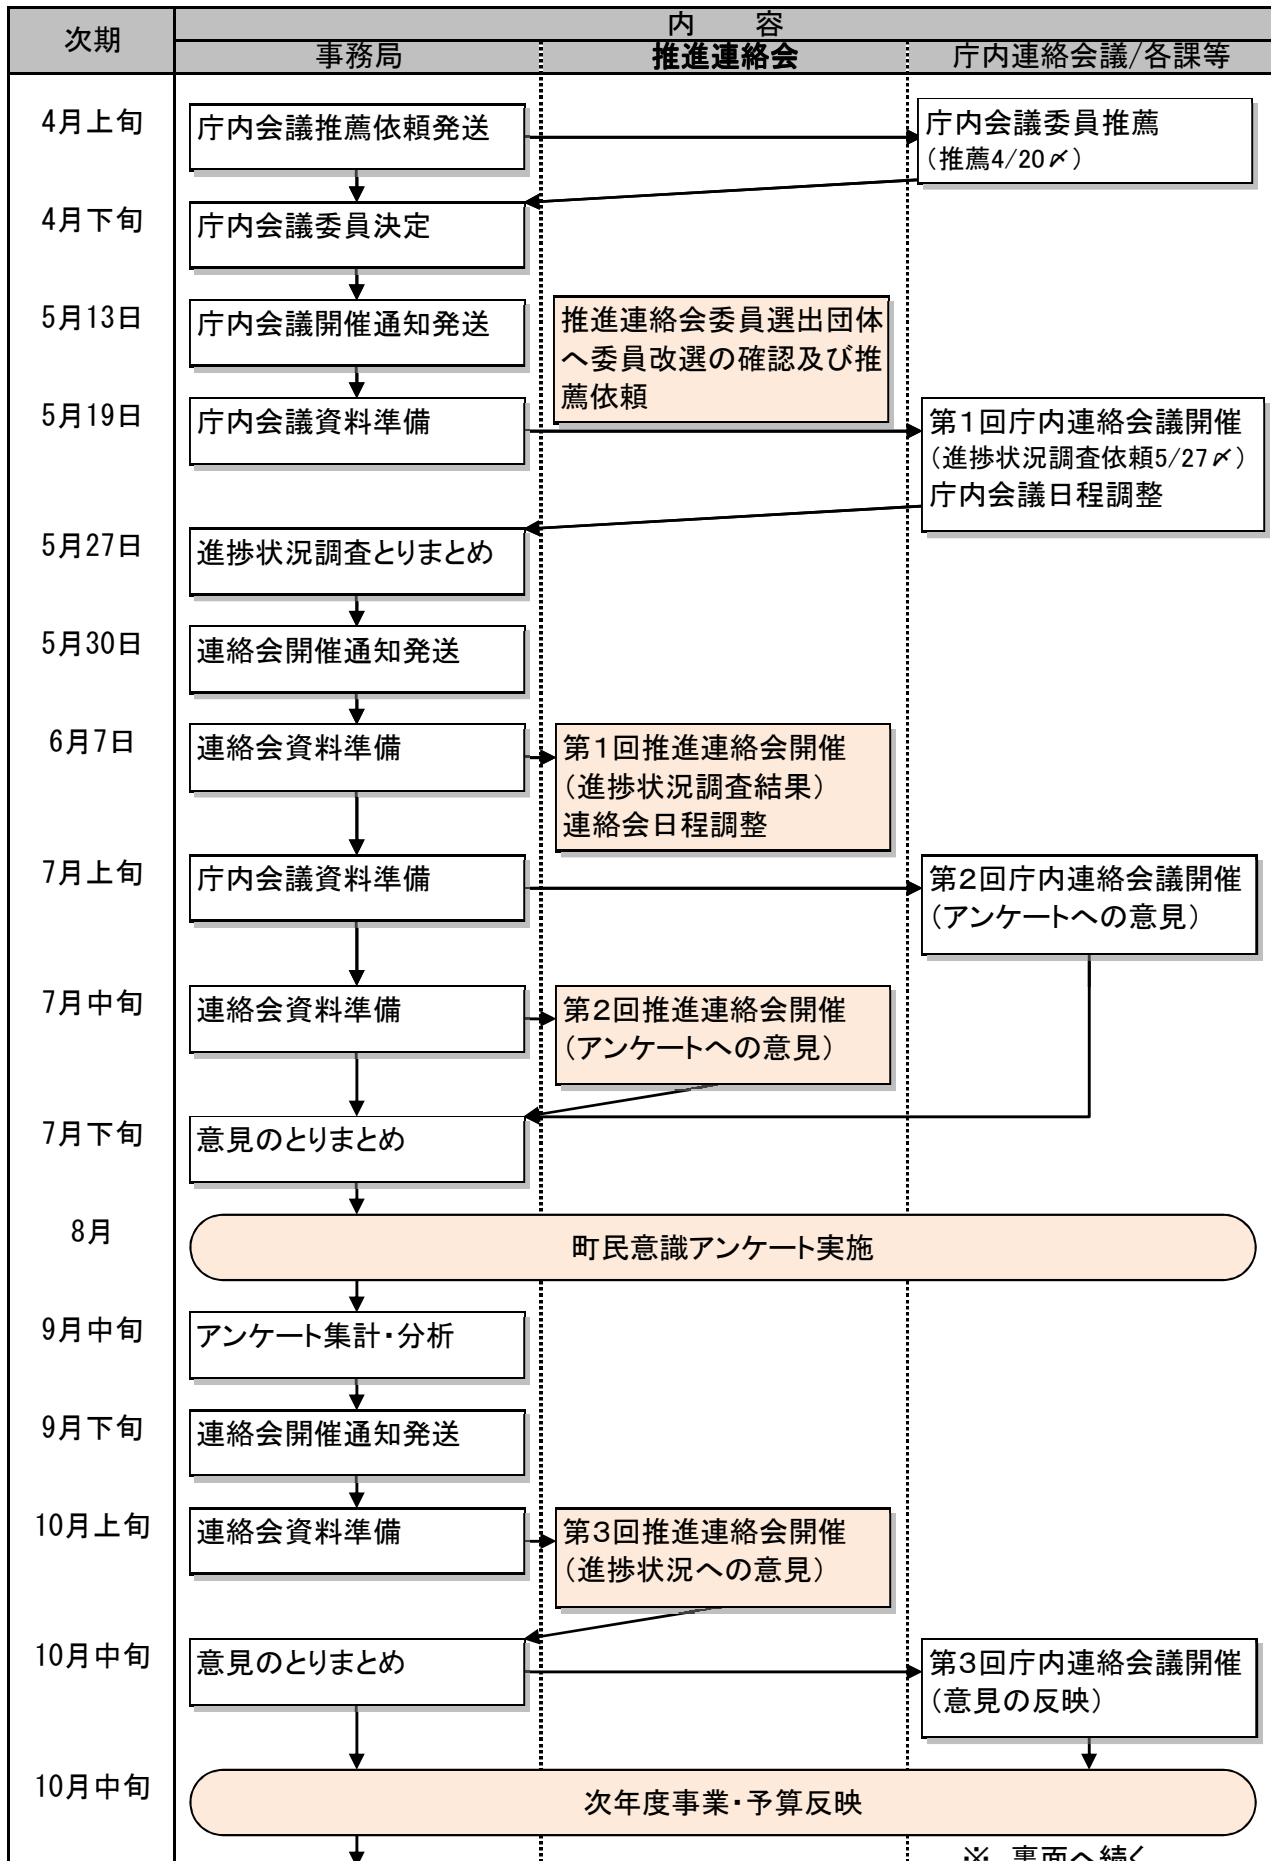 次期
内　　容
事務局
推進連絡会
庁内連絡会議/各課等
4月上旬
庁内会議推薦依頼発送
庁内会議委員推薦
（推薦4/20〆）
4月下旬
庁内会議委員決定
5月13日
庁内会議開催通知発送
推進連絡会委員選出団体
へ委員改選の確認及び推
薦依頼
5月19日
庁内会議資料準備
第１回庁内連絡会議開催
（進捗状況調査依頼5/27〆）
庁内会議日程調整
5月27日
進捗状況調査とりまとめ
5月30日
連絡会開催通知発送
6月7日
連絡会資料準備
第１回推進連絡会開催
（進捗状況調査結果）
連絡会日程調整
7月上旬
庁内会議資料準備
第２回庁内連絡会議開催
（アンケートへの意見）
7月中旬
連絡会資料準備
第２回推進連絡会開催
（アンケートへの意見）
7月下旬
意見のとりまとめ
8月
町民意識アンケート実施
9月中旬
アンケート集計・分析
9月下旬
連絡会開催通知発送
10月上旬
連絡会資料準備
第３回推進連絡会開催
（進捗状況への意見）
10月中旬
意見のとりまとめ
第３回庁内連絡会議開催
（意見の反映）
10月中旬
次年度事業・予算反映
※　裏面へ続く